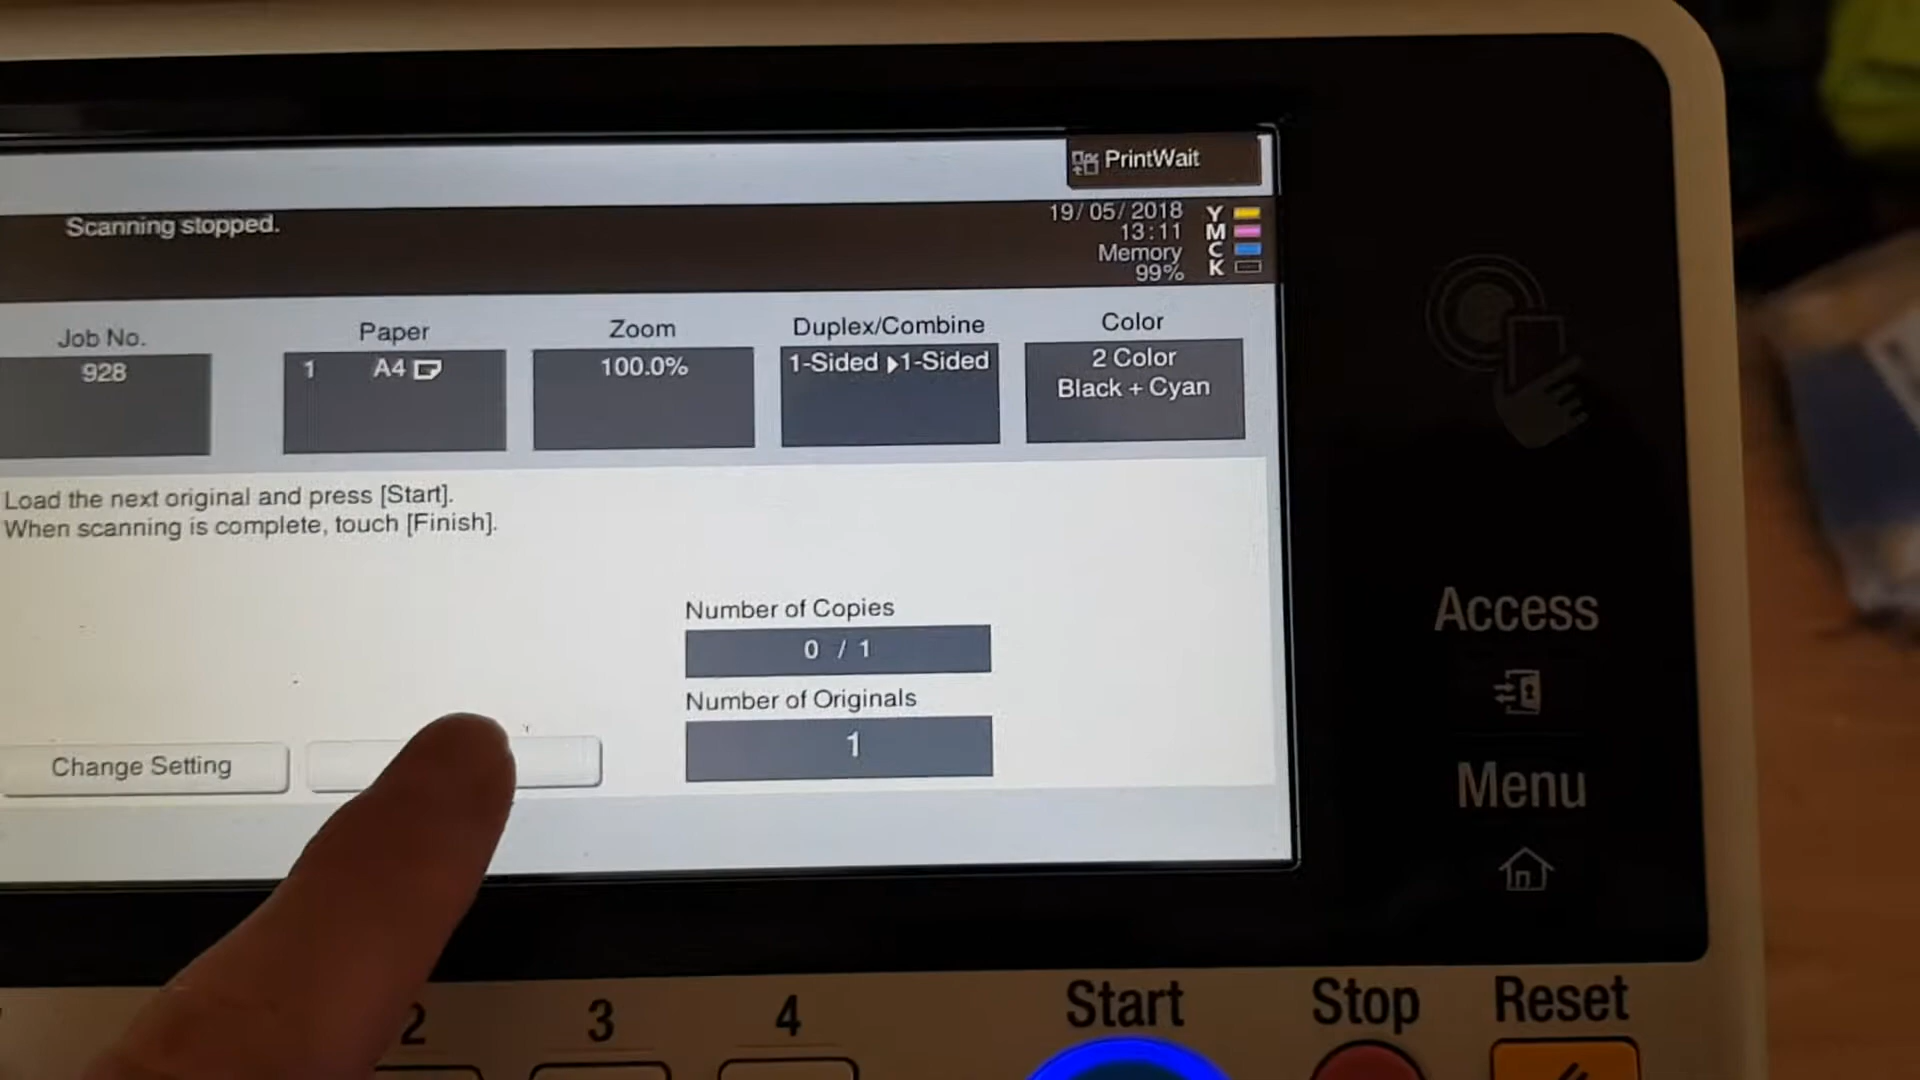 PrintWait
Scanning stopped.
19/05/2018
13:11
Memory
99%
Y
M
C
K
Job No.
928
Paper
1 A4
Zoom
100.0%
Duplex/Combine
1-Sided 1-Sided
Color
2 Color
Black + Cyan
Load the next original and press [Start].
When scanning is complete, touch [Finish].
Number of Copies
0 / 1
Number of Originals
1
Change Setting
Access
Menu
2
3
4
Start
Stop
Reset